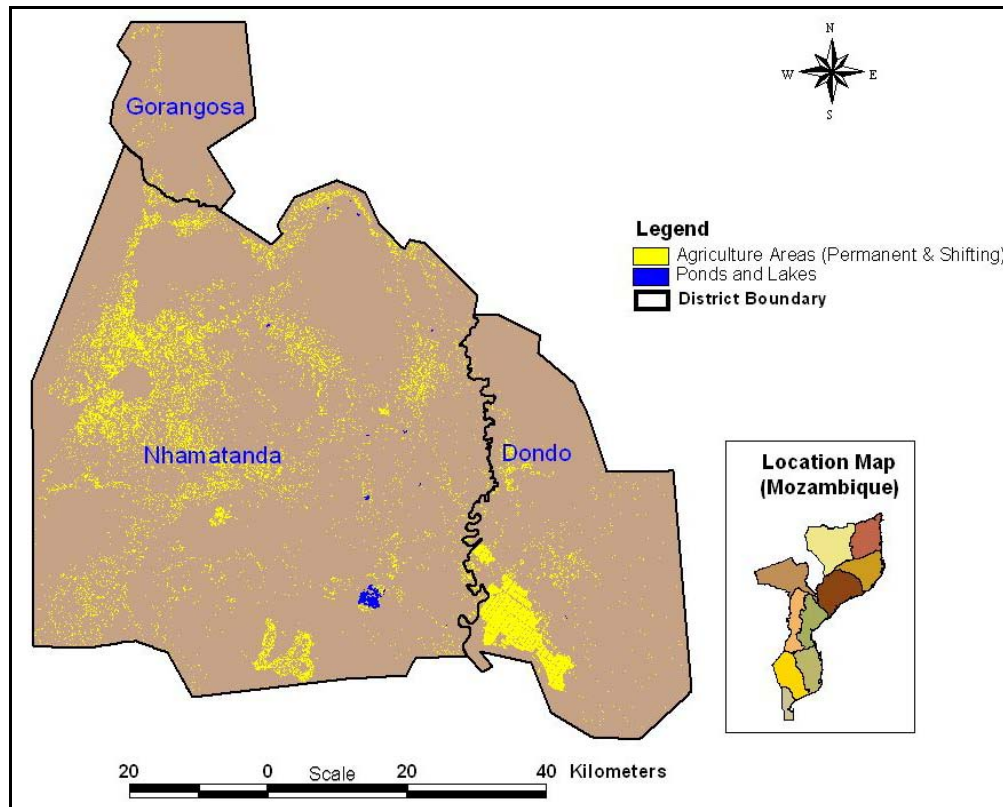 N
W E
S
Gorangosa
Legend
Agriculture Areas (Permanent & Shifting)
Ponds and Lakes
District Boundary
Nhamatanda
Dondo
Location Map
(Mozambique)
20 0 Scale 20 40 Kilometers